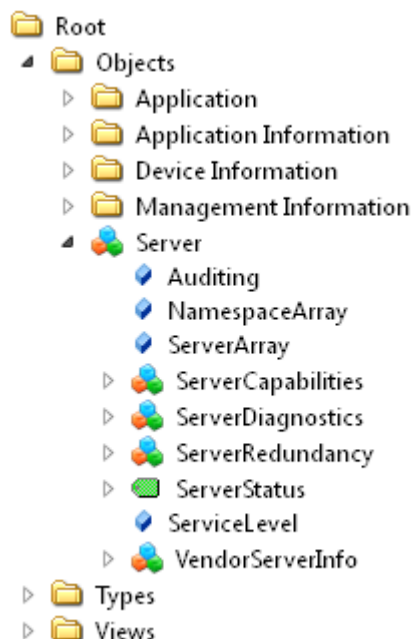 Root
Objects
Application
Application Information
Device Information
Management Information
Server
Auditing
NamespaceArray
ServerArray
ServerCapabilities
ServerDiagnostics
ServerRedundancy
ServerStatus
ServiceLevel
VendorServerInfo
Types
Views